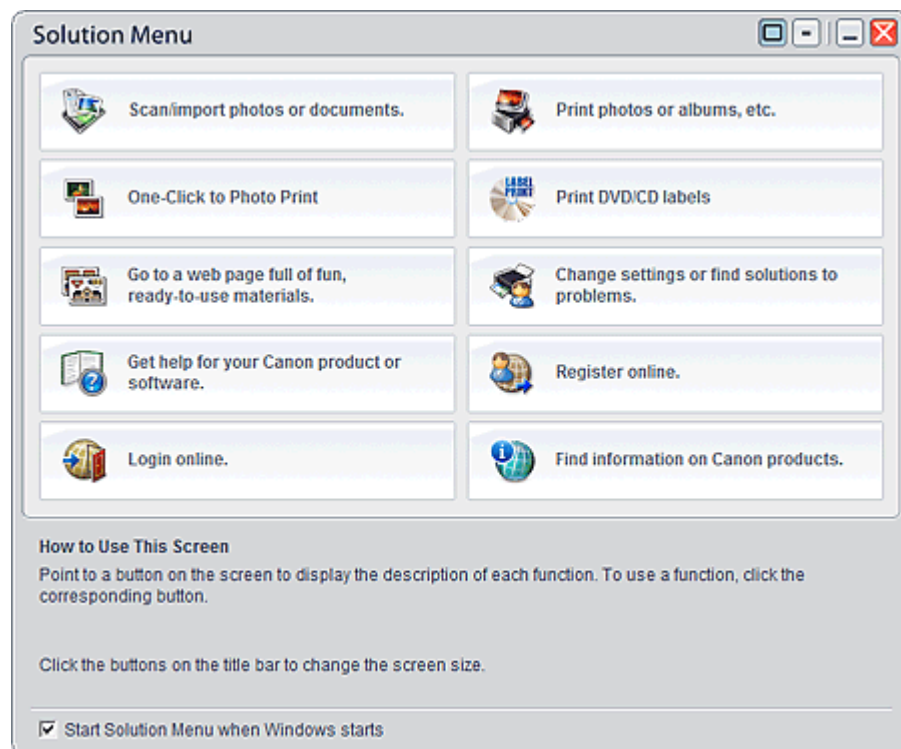 Solution Menu
Scan/import photos or documents.
Print photos or albums, etc.
One-Click to Photo Print
LABEL PRINT
Print DVD/CD labels
Go to a web page full of fun,
ready-to-use materials.
Change settings or find solutions to
problems.
Get help for your Canon product or
software.
Register online.
Login online.
Find information on Canon products.
How to Use This Screen
Point to a button on the screen to display the description of each function. To use a function, click the
corresponding button.
Click the buttons on the title bar to change the screen size.
Start Solution Menu when Windows starts